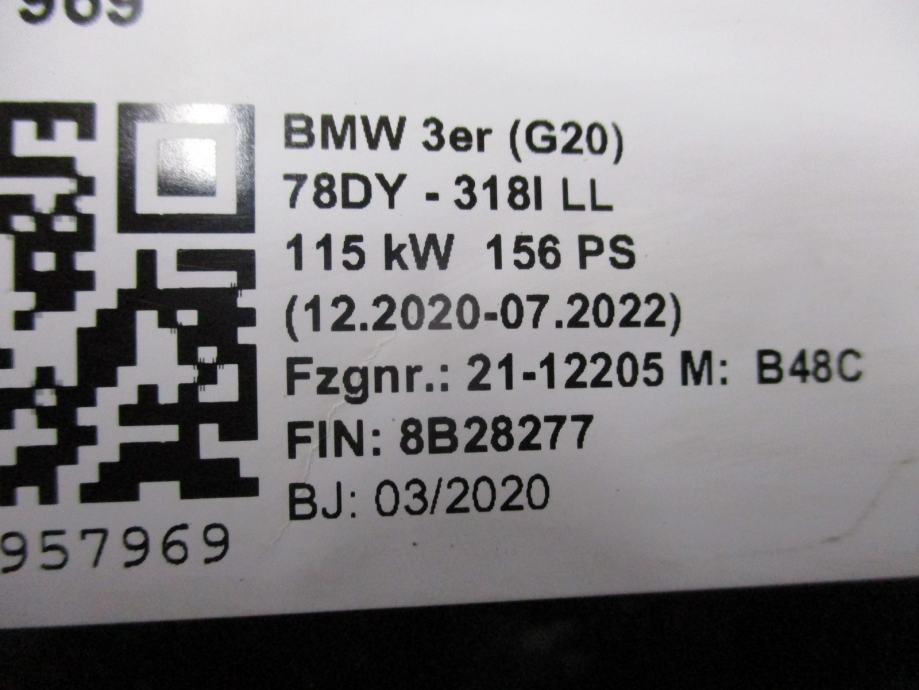 969
BMW 3er (G20)
78DY - 318I LL
115 kW 156 PS
(12.2020-07.2022)
Fzgnr.: 21-12205 M: B48C
FIN: 8B28277
BJ: 03/2020
957969